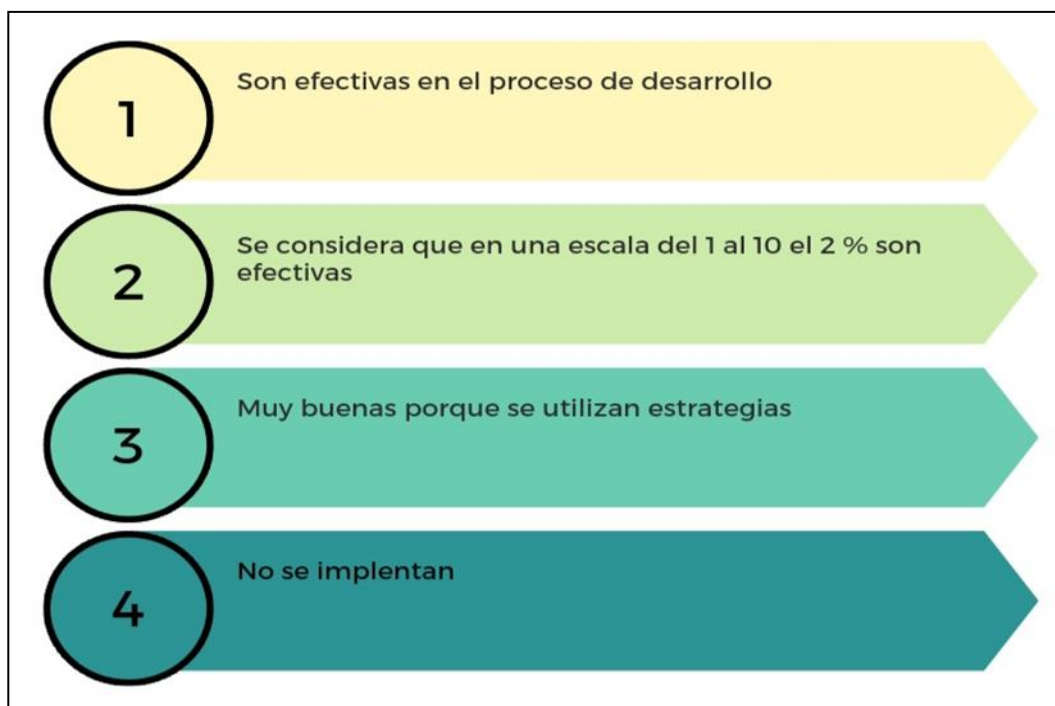 1
Son efectivas en el proceso de desarrollo
2
Se considera que en una escala del 1 al 10 el 2 % son
efectivas
3
Muy buenas porque se utilizan estrategias
4
No se implentan